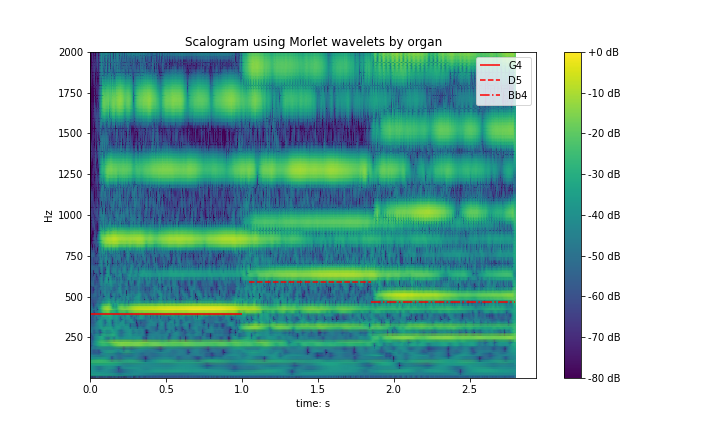 Scalogram using Morlet wavelets by organ
2000
1750
1500
1250
1000
750
500
250
Hz
0.0
0.5
1.0
1.5
2.0
2.5
time: s
G4
D5
Bb4
+0 dB
-10 dB
-20 dB
-30 dB
-40 dB
-50 dB
-60 dB
-70 dB
-80 dB